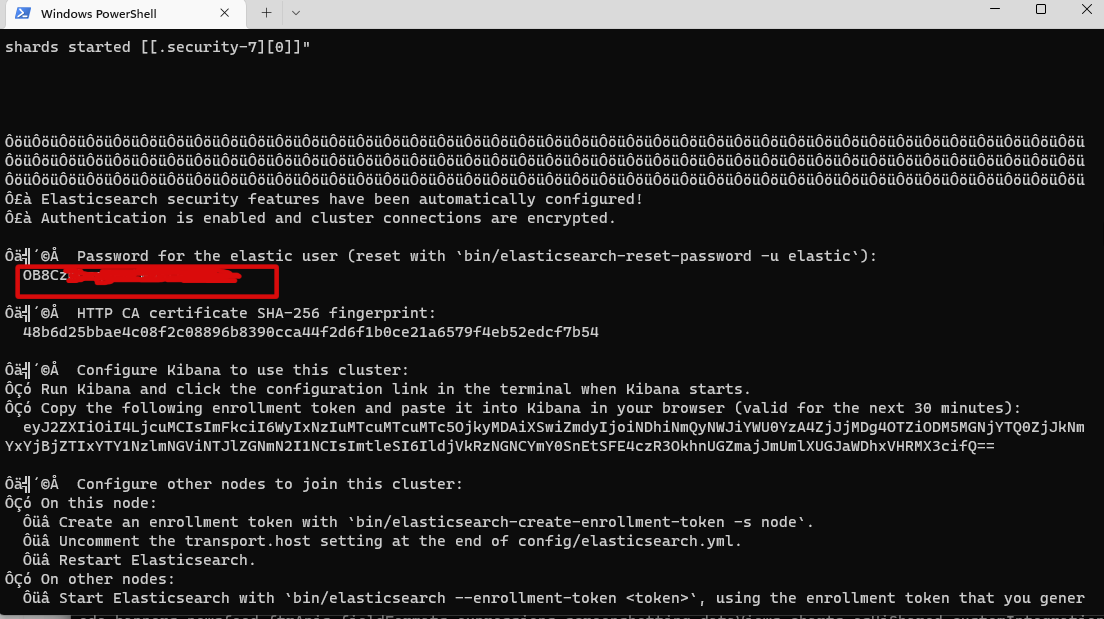 Windows PowerShell
shards started [[.security-7][0]]"
ÔöüÔöüÔöüÔöüÔöüÔöüÔöüÔöüÔöüÔöüÔöüÔöüÔöüÔöüÔöüÔöüÔöüÔöüÔöüÔöüÔöüÔöüÔöüÔöüÔöüÔöüÔöüÔöüÔöüÔöüÔöüÔöüÔöüÔöüÔöüÔöüÔöüÔöüÔöüÔöü
ÔöüÔöüÔöüÔöüÔöüÔöüÔöüÔöüÔöüÔöüÔöüÔöüÔöüÔöüÔöüÔöüÔöüÔöüÔöüÔöüÔöüÔöüÔöüÔöüÔöüÔöüÔöüÔöüÔöüÔöüÔöüÔöüÔöüÔöüÔöüÔöüÔöüÔöüÔöüÔöü
ÔöüÔöüÔöüÔöüÔöüÔöüÔöüÔöüÔöüÔöüÔöüÔöüÔöüÔöüÔöüÔöüÔöüÔöüÔöüÔöüÔöüÔöüÔöüÔöüÔöüÔöüÔöüÔöüÔöüÔöüÔöüÔöüÔöüÔöüÔöüÔöüÔöüÔöüÔöüÔöü
Ô£à Elasticsearch security features have been automatically configured!
Ô£à Authentication is enabled and cluster connections are encrypted.
Ôä╣´©Å  Password for the elastic user (reset with `bin/elasticsearch-reset-password -u elastic`):
OB8Cz
Ôä╣´©Å  HTTP CA certificate SHA-256 fingerprint:
48b6d25bbae4c08f2c08896b8390cca44f2d6f1b0ce21a6579f4eb52edcf7b54
Ôä╣´©Å  Configure Kibana to use this cluster:
ÔÇó Run Kibana and click the configuration link in the terminal when Kibana starts.
ÔÇó Copy the following enrollment token and paste it into Kibana in your browser (valid for the next 30 minutes):
eyJ2ZXIiOiI4LjcuMCIsImFkciI6WyIxNzIuMTcuMTcuMTc5OjkyMDAiXSwiZmdyIjoiNDhiNmQyNWJiYWU0YzA4ZjJjMDg4OTZiODM5MGNjYTQ0ZjJkNm
YxYjBjZTIxYTY1NzlmNGViNTJlZGNmN2I1NCIsImtleSI6IldjVkRzNGNCYmY0SnEtSFE4czR3OkhnUGZmajJmUmlXUGJaWDhxVHRMX3cifQ==
Ôä╣´©Å  Configure other nodes to join this cluster:
ÔÇó On this node:
Ôüâ Create an enrollment token with `bin/elasticsearch-create-enrollment-token -s node`.
Ôüâ Uncomment the transport.host setting at the end of config/elasticsearch.yml.
Ôüâ Restart Elasticsearch.
ÔÇó On other nodes:
Ôüâ Start Elasticsearch with `bin/elasticsearch --enrollment-token <token>`, using the enrollment token that you gener